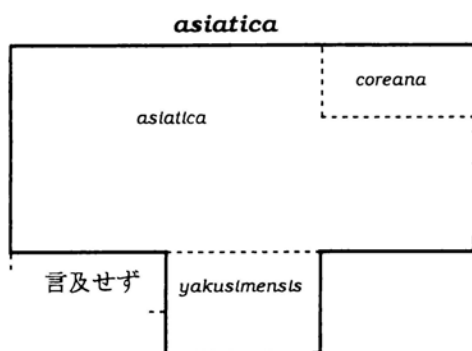 asiatica
coreana
asiatica
言及せず
yakusimensis